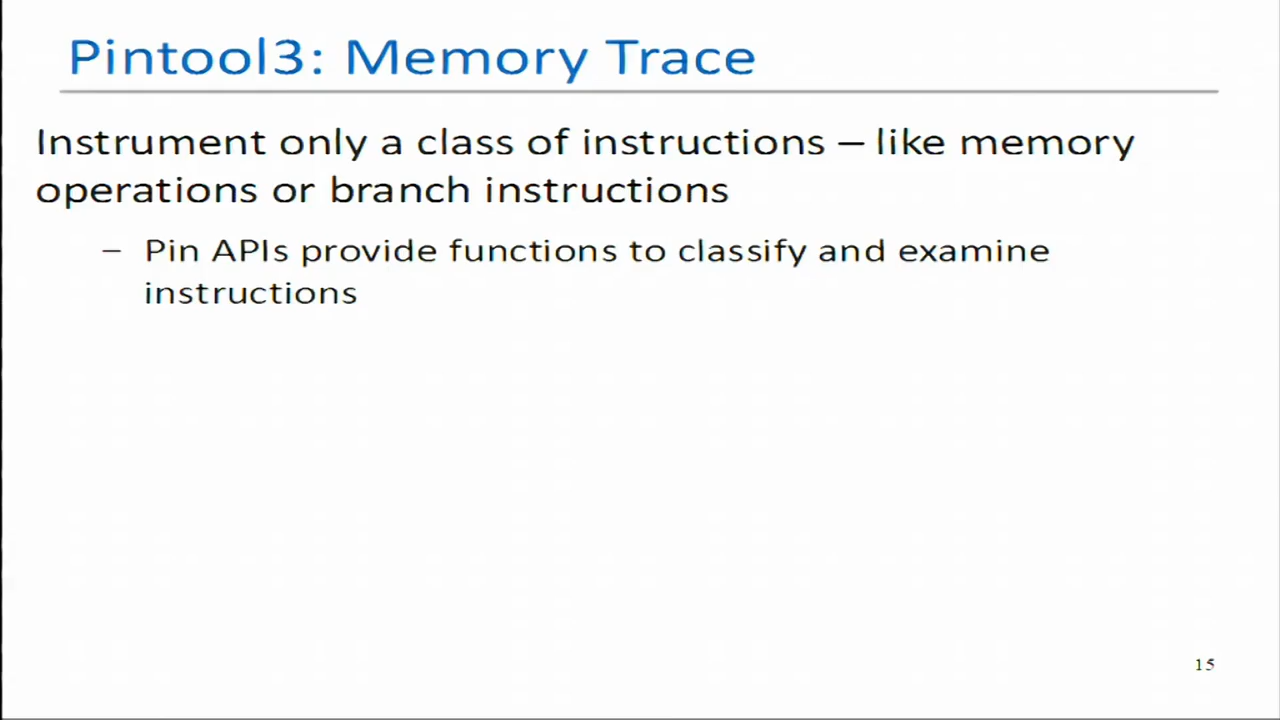 Pintool3: Memory Trace
Instrument only a class of instructions – like memory
operations or branch instructions
– Pin APIs provide functions to classify and examine
instructions
15